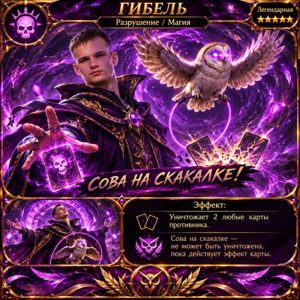 ГИБЕЛЬ
Разрушение / Магия
Легендарная
СОВА НА СКАКАЛКЕ!
Эффект:
Уничтожает 2 любые карты
противника.
Сова на скакалке —
не может быть уничтожена,
пока действует эффект карты.